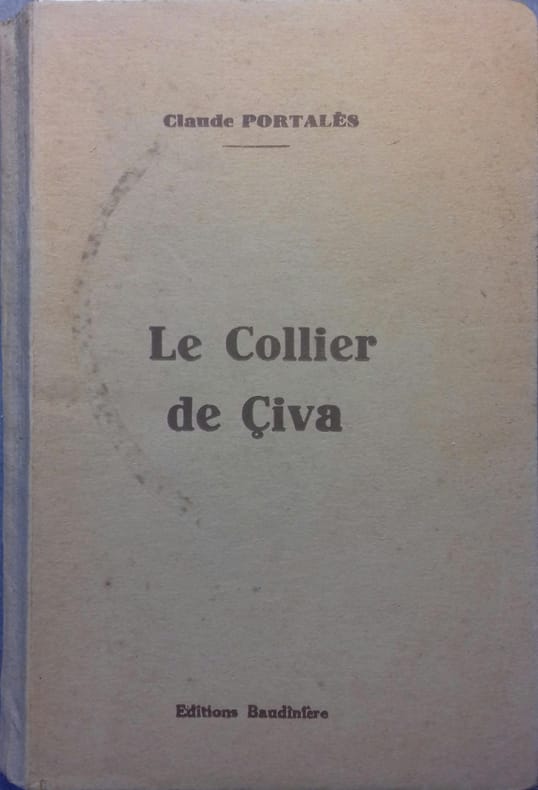 Claude PORTALÈS
Le Collier
de Çiva
Editions Baudinière